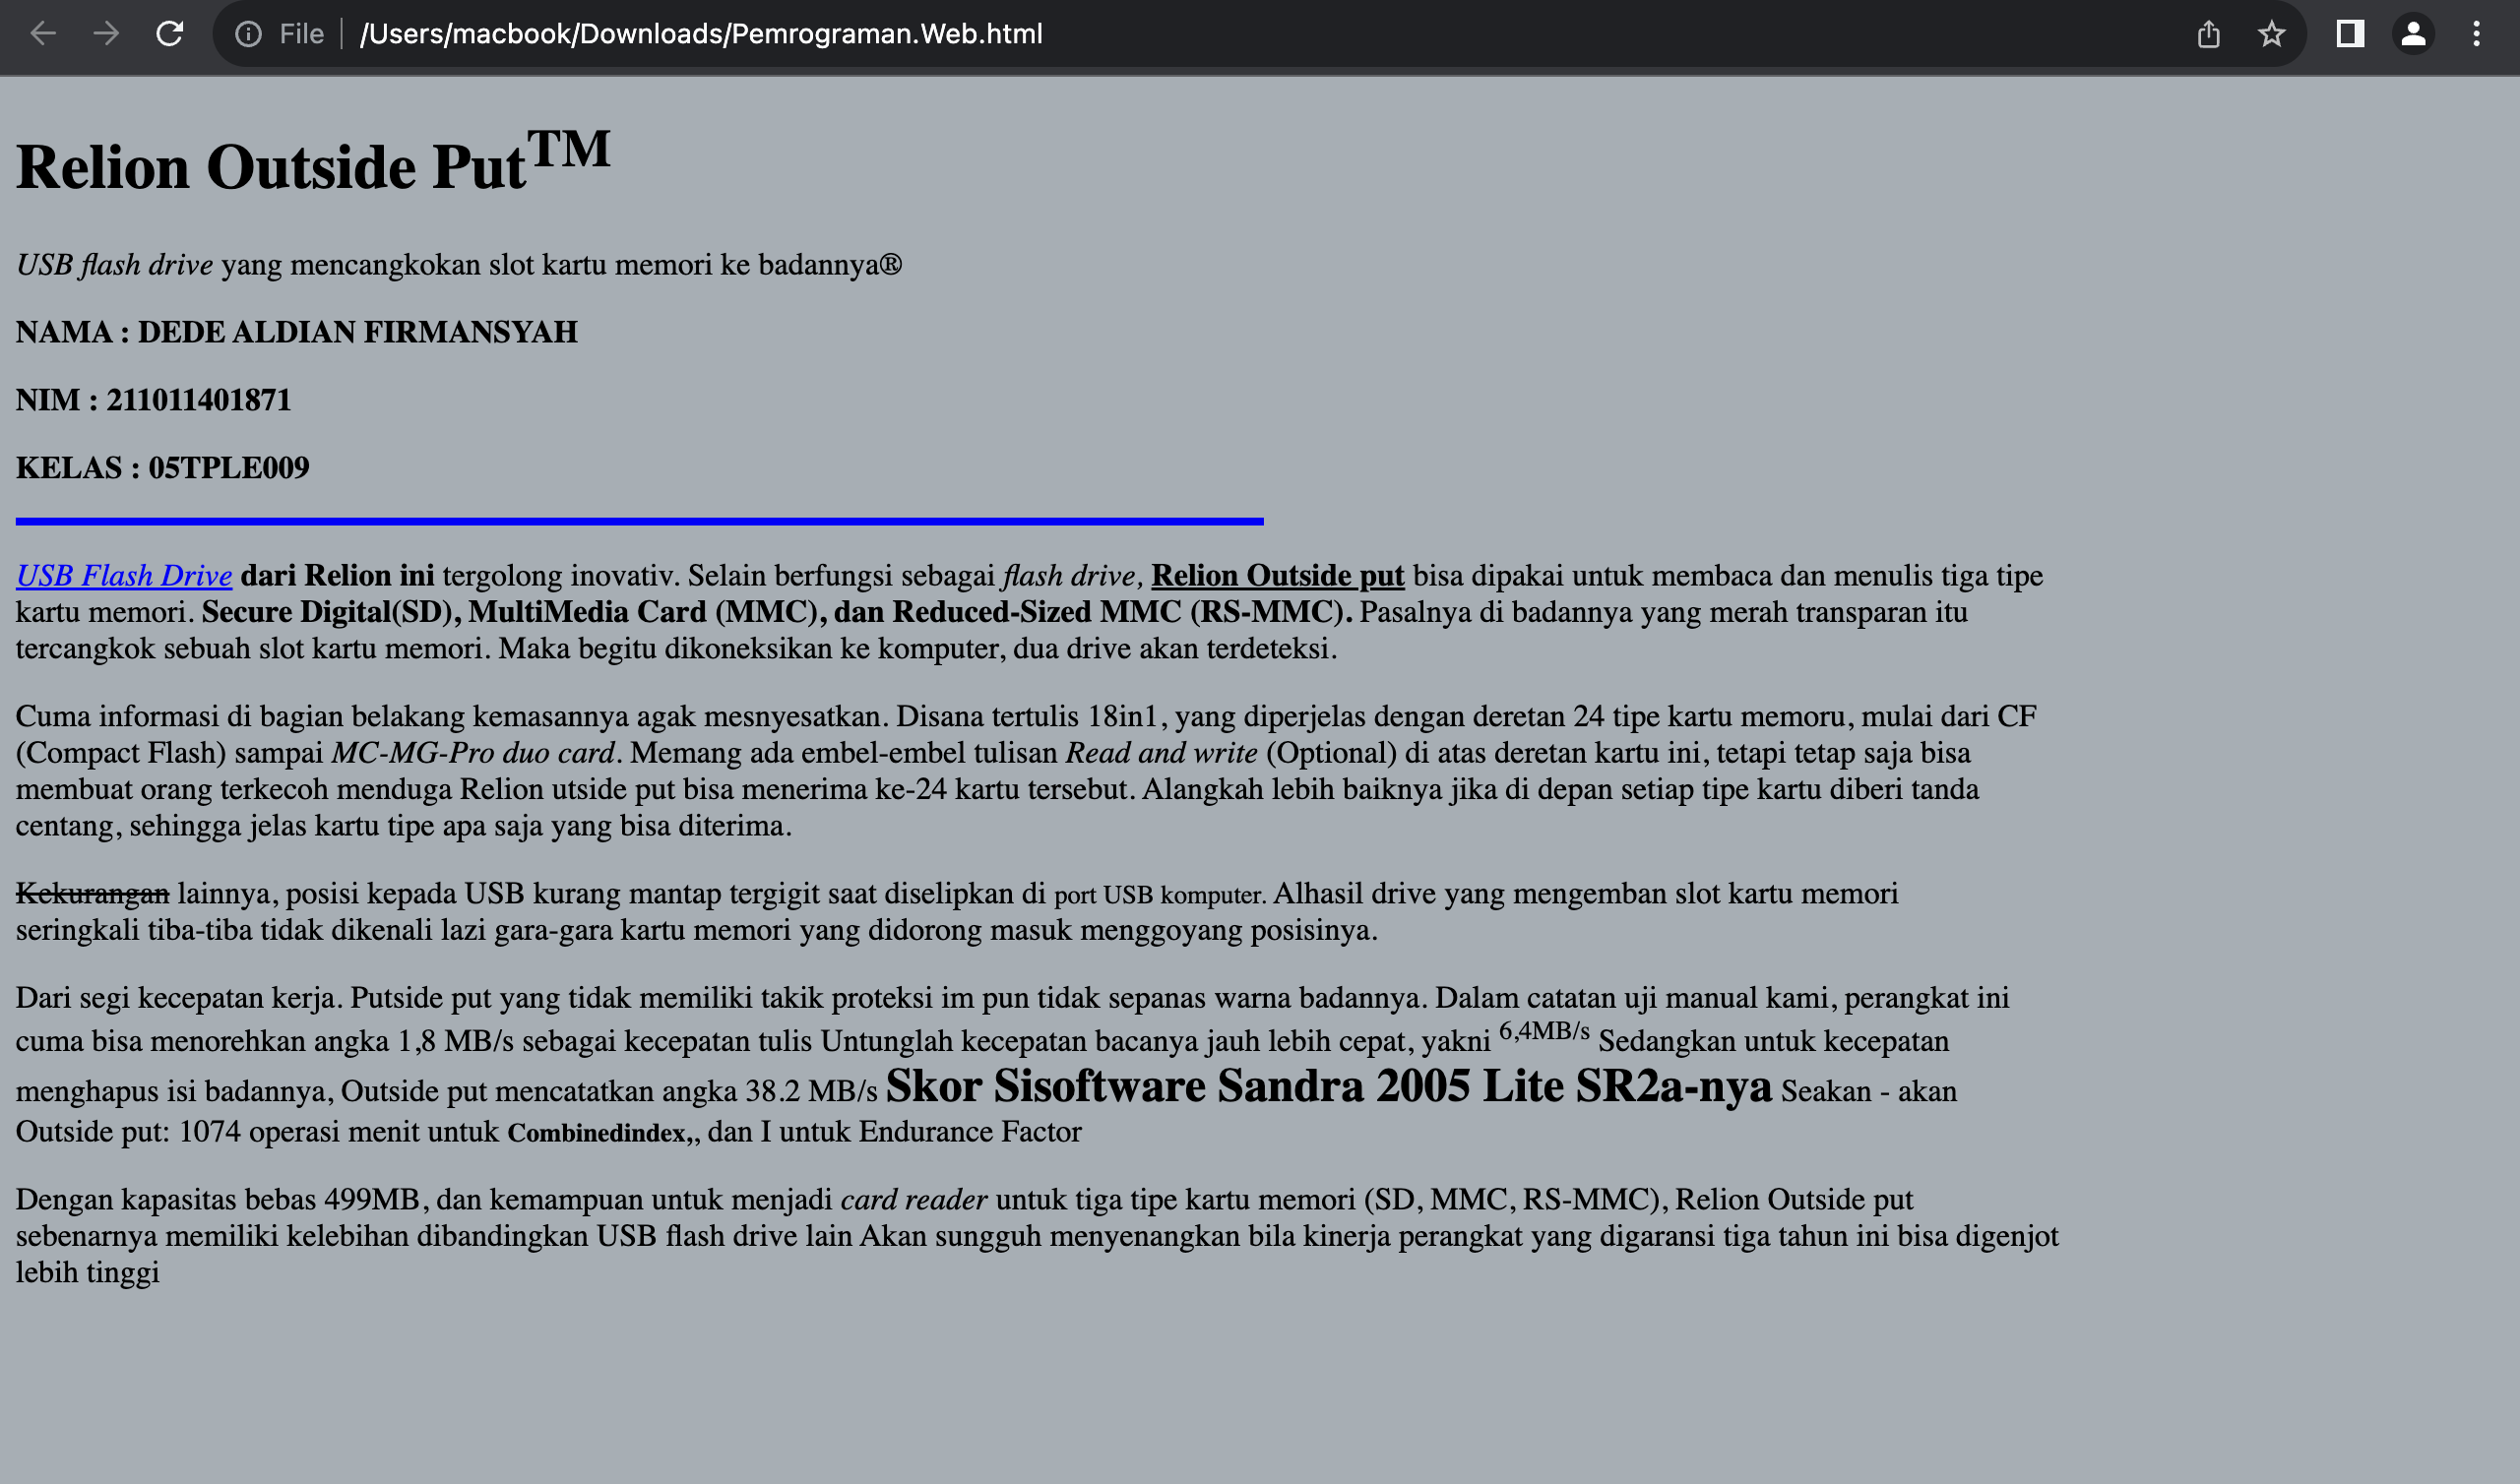 File /Users/macbook/Downloads/Pemrograman.Web.html
Relion Outside Put™
USB flash drive yang mencangkokan slot kartu memori ke badannya®
NAMA : DEDE ALDIAN FIRMANSYAH
NIM : 211011401871
KELAS : 05TPLE009
USB Flash Drive dari Relion ini tergolong inovativ. Selain berfungsi sebagai flash drive, Relion Outside put bisa dipakai untuk membaca dan menulis tiga tipe
kartu memori. Secure Digital(SD), MultiMedia Card (MMC), dan Reduced-Sized MMC (RS-MMC). Pasalnya di badannya yang merah transparan itu
tercangkok sebuah slot kartu memori. Maka begitu dikoneksikan ke komputer, dua drive akan terdeteksi.
Cuma informasi di bagian belakang kemasannya agak mesnyesatkan. Disana tertulis 18in1, yang diperjelas dengan deretan 24 tipe kartu memoru, mulai dari CF
(Compact Flash) sampai MC-MG-Pro duo card. Memang ada embel-embel tulisan Read and write (Optional) di atas deretan kartu ini, tetapi tetap saja bisa
membuat orang terkecoh menduga Relion utside put bisa menerima ke-24 kartu tersebut. Alangkah lebih baiknya jika di depan setiap tipe kartu diberi tanda
centang, sehingga jelas kartu tipe apa saja yang bisa diterima.
Kekurangan lainnya, posisi kepada USB kurang mantap tergigit saat diselipkan di port USB komputer. Alhasil drive yang mengemban slot kartu memori
seringkali tiba-tiba tidak dikenali lazi gara-gara kartu memori yang didorong masuk menggoyang posisinya.
Dari segi kecepatan kerja. Putside put yang tidak memiliki takik proteksi im pun tidak sepanas warna badannya. Dalam catatan uji manual kami, perangkat ini
cuma bisa menorehkan angka 1,8 MB/s sebagai kecepatan tulis Untunglah kecepatan bacanya jauh lebih cepat, yakni 6,4MB/s Sedangkan untuk kecepatan
menghapus isi badannya, Outside put mencatatkan angka 38.2 MB/s Skor Sisoftware Sandra 2005 Lite SR2a-nya Seakan - akan
Outside put: 1074 operasi menit untuk Combinedindex,, dan I untuk Endurance Factor
Dengan kapasitas bebas 499MB, dan kemampuan untuk menjadi card reader untuk tiga tipe kartu memori (SD, MMC, RS-MMC), Relion Outside put
sebenarnya memiliki kelebihan dibandingkan USB flash drive lain Akan sungguh menyenangkan bila kinerja perangkat yang digaransi tiga tahun ini bisa digenjot
lebih tinggi